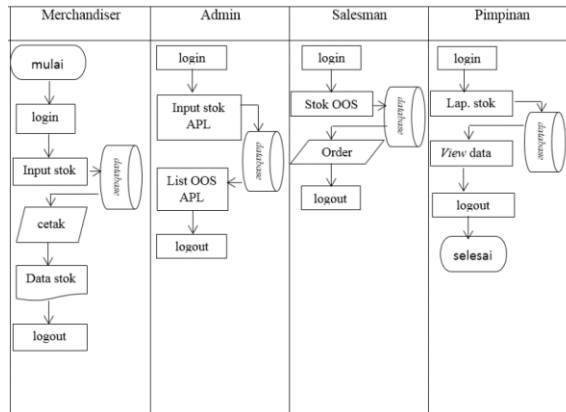 Merchandiser
mulai
login
Input stok
database
cetak
Data stok
logout
Admin
login
Input stok
APL
database
List OOS
APL
logout
Salesman
login
Stok OOS
database
Order
logout
Pimpinan
login
Lap. stok
database
View data
logout
selesai